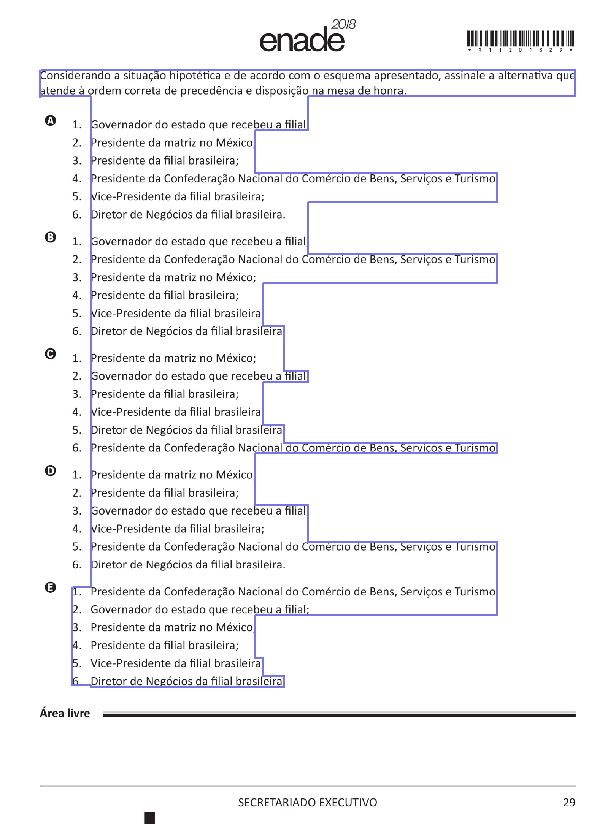 enade 2018
*R1120182 9*
Considerando a situação hipotética e de acordo com o esquema apresentado, assinale a alternativa que
atende à ordem correta de precedência e disposição na mesa de honra.
A 1. Governador do estado que recebeu a filial
2. Presidente da matriz no México
3. Presidente da filial brasileira;
4. Presidente da Confederação Nacional do Comércio de Bens, Serviços e Turismo
5. Vice-Presidente da filial brasileira;
6. Diretor de Negócios da filial brasileira.
B 1. Governador do estado que recebeu a filial
2. Presidente da Confederação Nacional do Comércio de Bens, Serviços e Turismo
3. Presidente da matriz no México;
4. Presidente da filial brasileira;
5. Vice-Presidente da filial brasileira
6. Diretor de Negócios da filial brasileira
C 1. Presidente da matriz no México;
2. Governador do estado que recebeu a filial
3. Presidente da filial brasileira;
4. Vice-Presidente da filial brasileira
5. Diretor de Negócios da filial brasileira
6. Presidente da Confederação Nacional do Comércio de Bens, Serviços e Turismo
D 1. Presidente da matriz no México
2. Presidente da filial brasileira;
3. Governador do estado que recebeu a filial
4. Vice-Presidente da filial brasileira;
5. Presidente da Confederação Nacional do Comércio de Bens, Serviços e Turismo
6. Diretor de Negócios da filial brasileira.
E 1. Presidente da Confederação Nacional do Comércio de Bens, Serviços e Turismo
2. Governador do estado que recebeu a filial;
3. Presidente da matriz no México
4. Presidente da filial brasileira;
5. Vice-Presidente da filial brasileira
6. Diretor de Negócios da filial brasileira
Área livre
SECRETARIADO EXECUTIVO 29